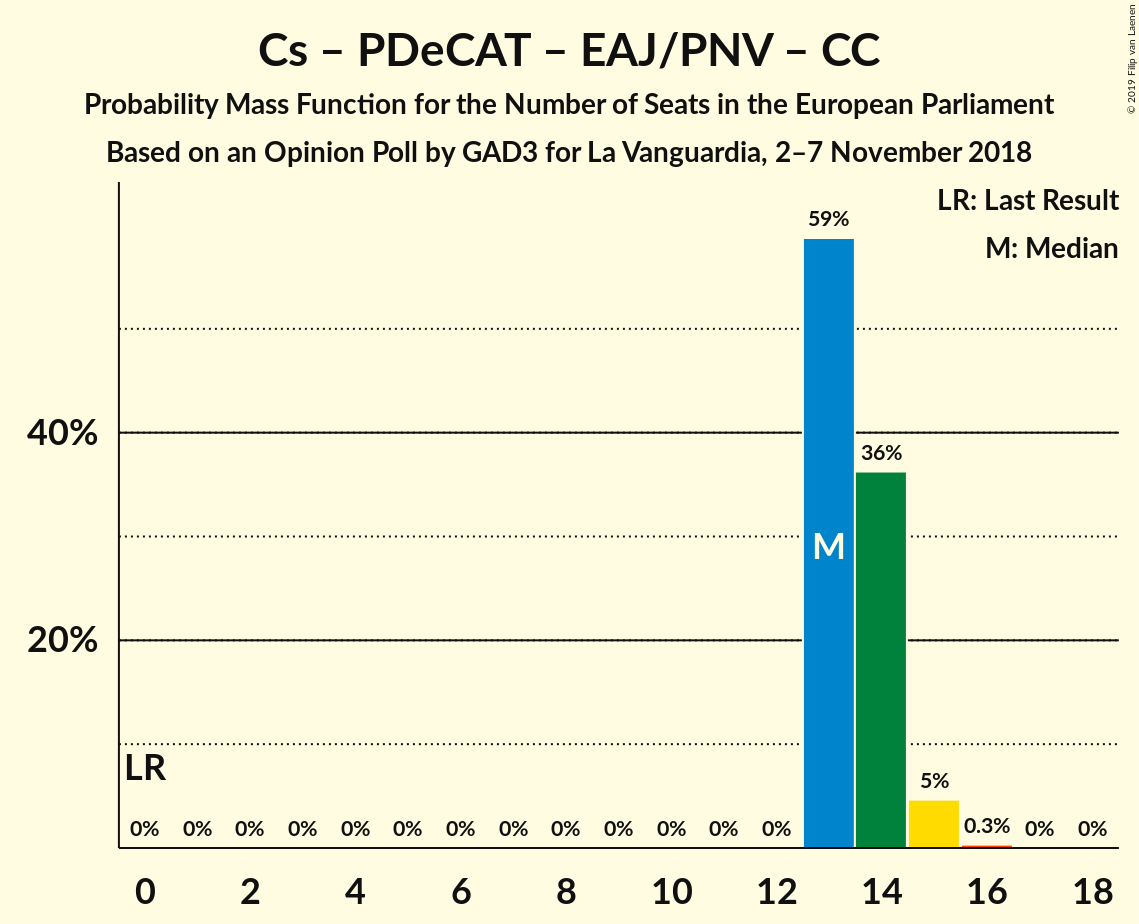 Cs – PDeCAT – EAJ/PNV – CC
Probability Mass Function for the Number of Seats in the European Parliament
Based on an Opinion Poll by GAD3 for La Vanguardia, 2–7 November 2018
© 2019 Filip van Laenen
LR: Last Result
M: Median
59%
40%
36%
M
20%
LR
5%
0% 0% 0% 0% 0% 0% 0% 0% 0% 0% 0% 0% 0% 0.3% 0% 0%
0 2 4 6 8 10 12 14 16 18